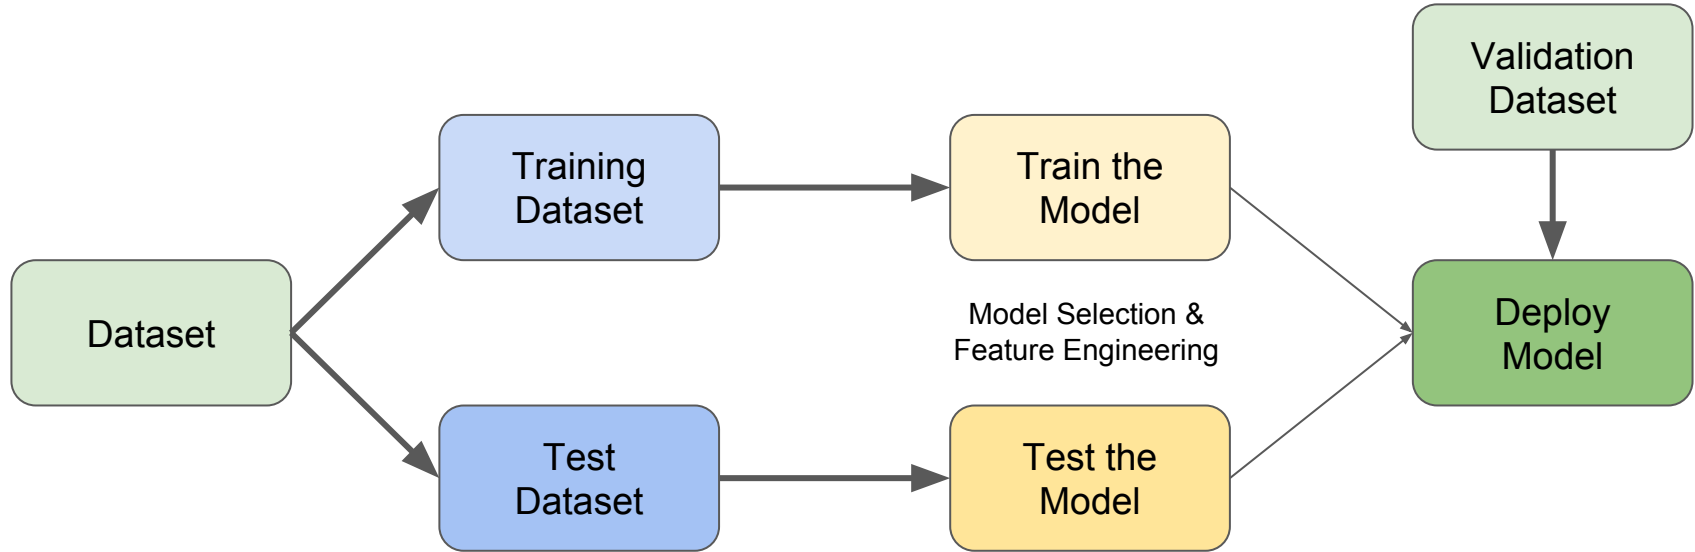 Dataset
Training
Dataset
Test
Dataset
Train the
Model
Model Selection &
Feature Engineering
Test the
Model
Validation
Dataset
Deploy
Model